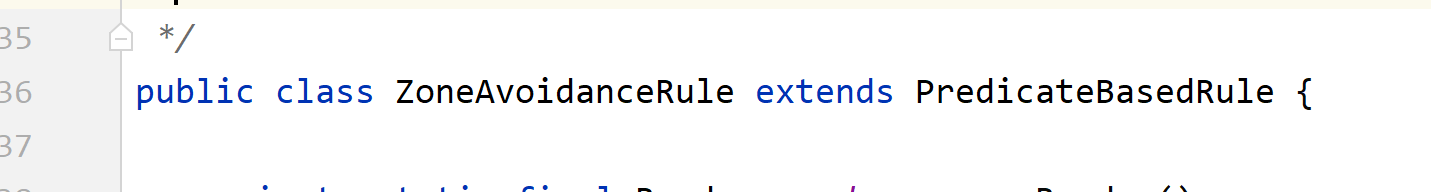 35 */
36 public class ZoneAvoidanceRule extends PredicateBasedRule {
37